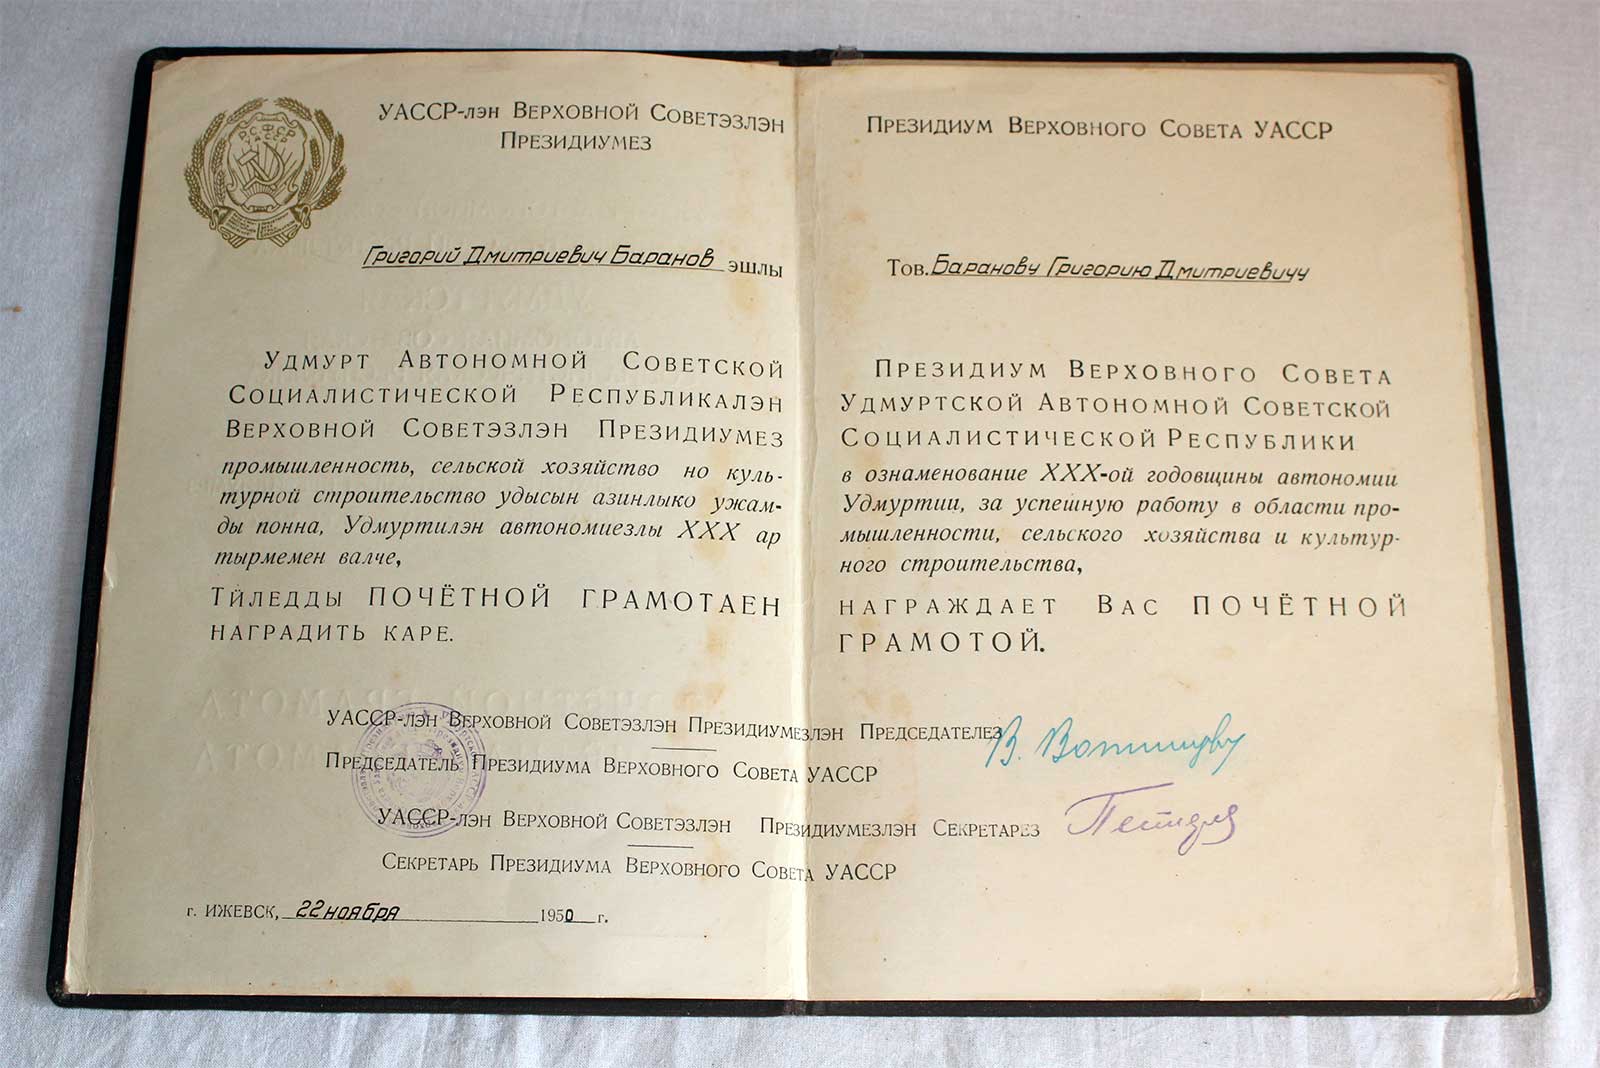 РСФСР
УАССР
УАССР-лэн Верховной Советэзлэн
Президиумез
Григорий Дмитриевич Баранов эшлы
Удмурт Автономной Советской
Социалистической Республикалэн
Верховной Советэзлэн Президиумез
промышленность, сельской хозяйство но куль-
турной строительство удысын азинлыко ужам-
ды понна, Удмуртилэн автономиезлы XXX ар
тырмемен валче,
Тӥледды ПОЧЁТНОЙ ГРАМОТАЕН
НАГРАДИТЬ КАРЕ.
Президиум Верховного Совета УАССР
Тов. Баранову Григорию Дмитриевичу
Президиум Верховного Совета
Удмуртской Автономной Советской
Социалистической Республики
в ознаменование XXX-ой годовщины автономии
Удмуртии, за успешную работу в области про-
мышленности, сельского хозяйства и культур-
ного строительства,
НАГРАЖДАЕТ Вас ПОЧЁТНОЙ
ГРАМОТОЙ.
УАССР-лэн Верховной Советэзлэн Президиумезлэн Председателез
Председатель Президиума Верховного Совета УАССР
УАССР-лэн Верховной Советэзлэн Президиумезлэн Секретарез
Секретарь Президиума Верховного Совета УАССР
г. ИЖЕВСК, 22 ноября 1950 г.